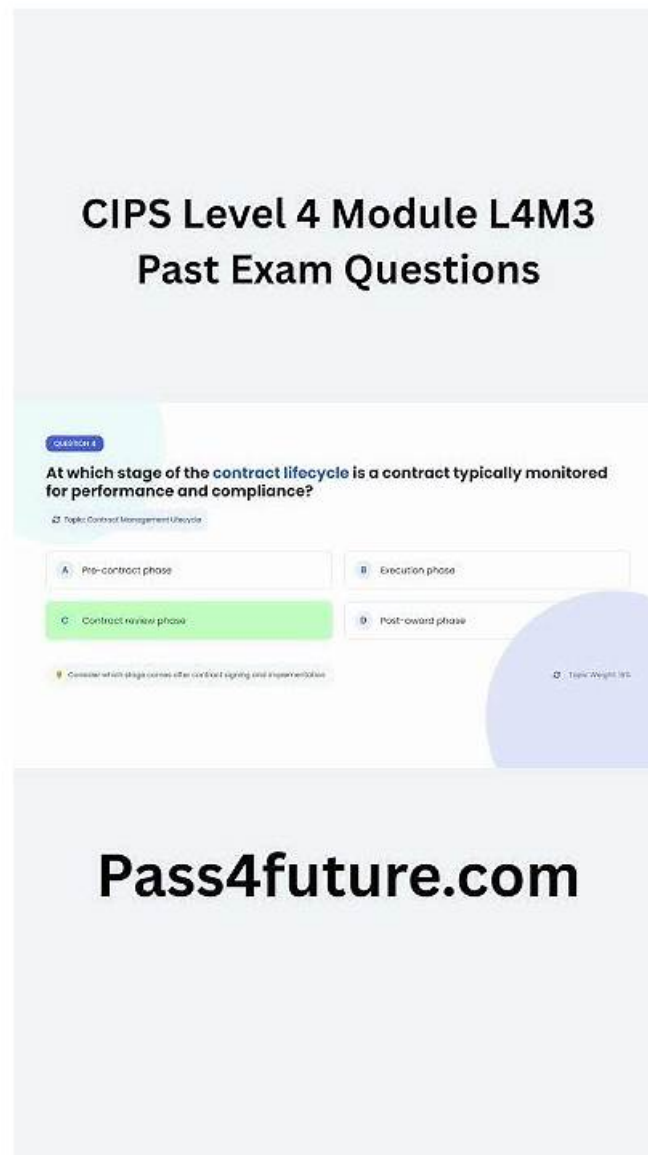 CIPS Level 4 Module L4M3
Past Exam Questions
QUESTION 4
At which stage of the contract lifecycle is a contract typically monitored
for performance and compliance?
Topic: Contract Management Lifecycle
A Pre-contract phase
B Execution phase
C Contract review phase
D Post-award phase
Consider which stage comes after contract signing and implementation
Topic Weight:
Pass4future.com